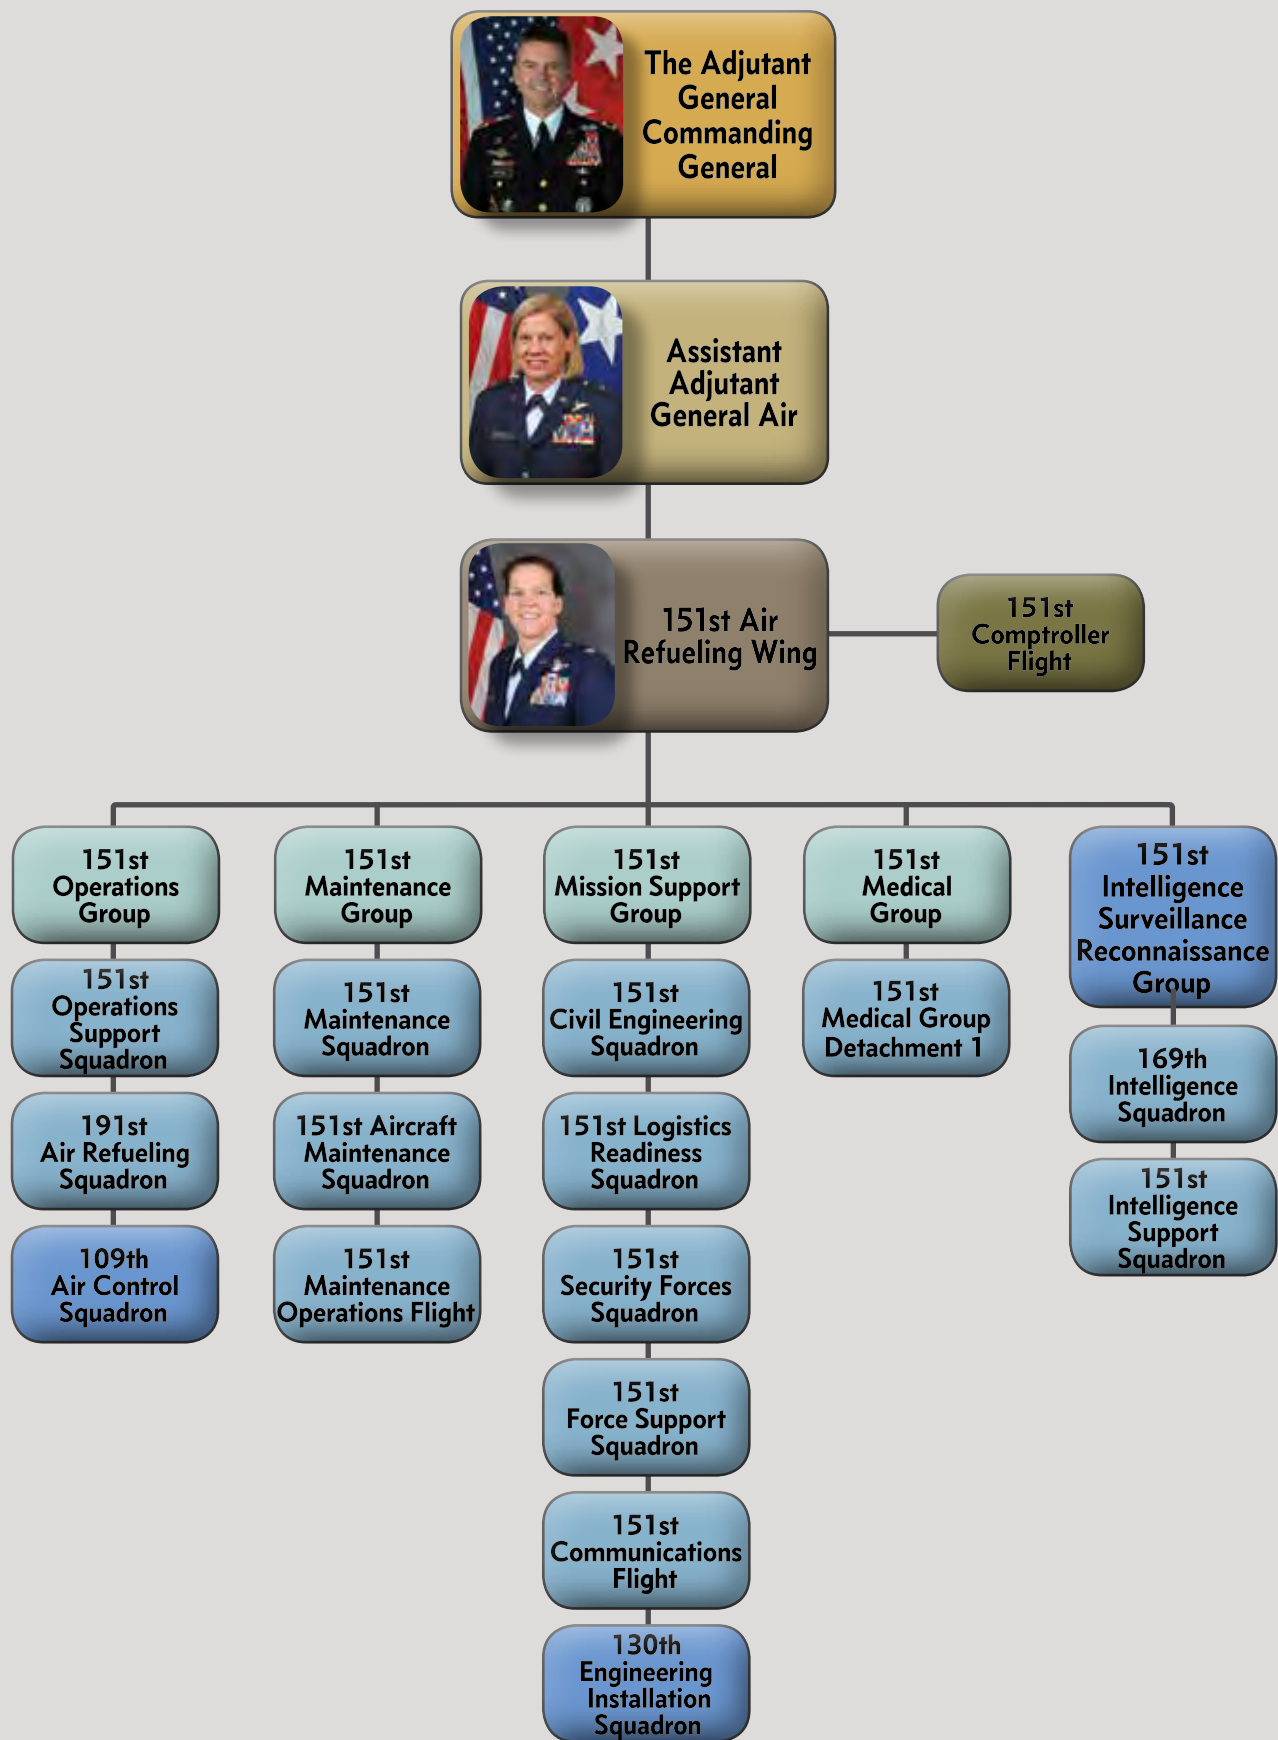 The Adjutant
General
Commanding
General
Assistant
Adjutant
General Air
151st Air
Refueling Wing
151st
Comptroller
Flight
151st
Operations
Group
151st
Operations
Support
Squadron
191st
Air Refueling
Squadron
109th
Air Control
Squadron
151st
Maintenance
Group
151st
Maintenance
Squadron
151st Aircraft
Maintenance
Squadron
151st
Maintenance
Operations Flight
151st
Mission Support
Group
151st
Civil Engineering
Squadron
151st Logistics
Readiness
Squadron
151st
Security Forces
Squadron
151st
Force Support
Squadron
151st
Communications
Flight
130th
Engineering
Installation
Squadron
151st
Medical
Group
151st
Medical Group
Detachment 1
151st
Intelligence
Surveillance
Reconnaissance
Group
169th
Intelligence
Squadron
151st
Intelligence
Support
Squadron